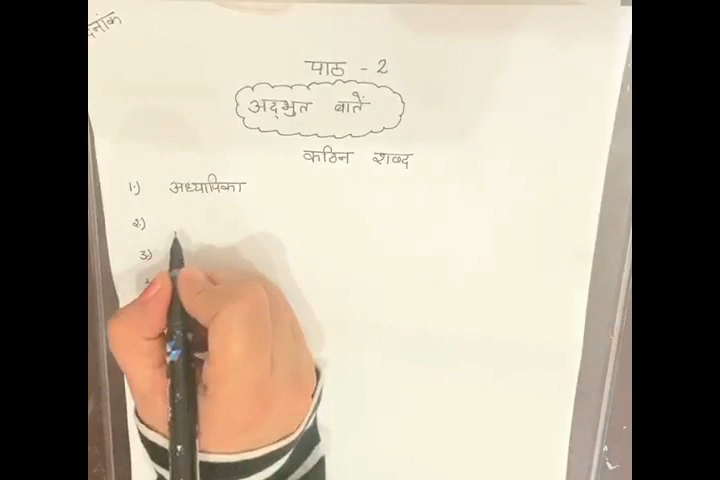 पाठ - 2
अद्भुत बातें
कठिन शब्द
1.) अध्यापिका
2.)
3.)